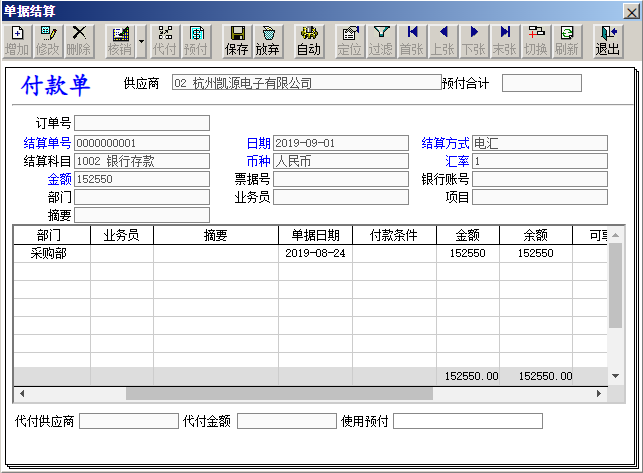 单据结算
增加 修改 删除 核销 代付 预付 保存 放弃 自动 定位 过滤 首张 上张 下张 末张 切换 刷新 退出
付款单 供应商 02 杭州凯源电子有限公司 预付合计
订单号
结算单号 0000000001 日期 2019-09-01 结算方式 电汇
结算科目 1002 银行存款 币种 人民币 汇率 1
金额 152550 票据号 银行账号
部门 业务员 项目
摘要
部门 业务员 摘要 单据日期 付款条件 金额 余额
采购部 2019-08-24 152550 152550
152550.00 152550.00
代付供应商 代付金额 使用预付